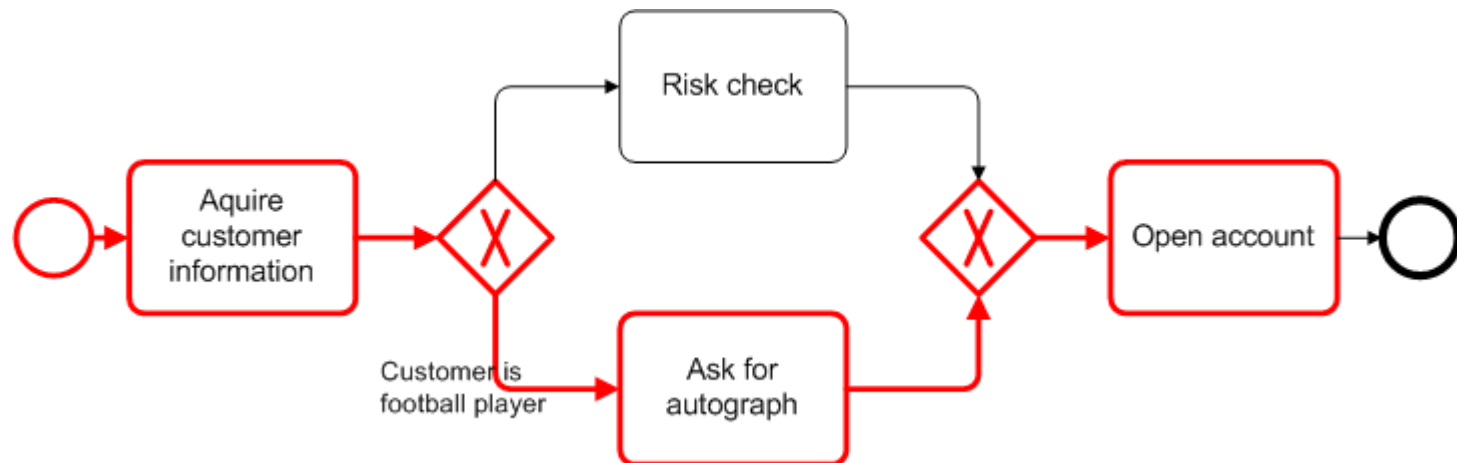 Risk check
Aquire
customer
information
Open account
Customer is
football player
Ask for
autograph